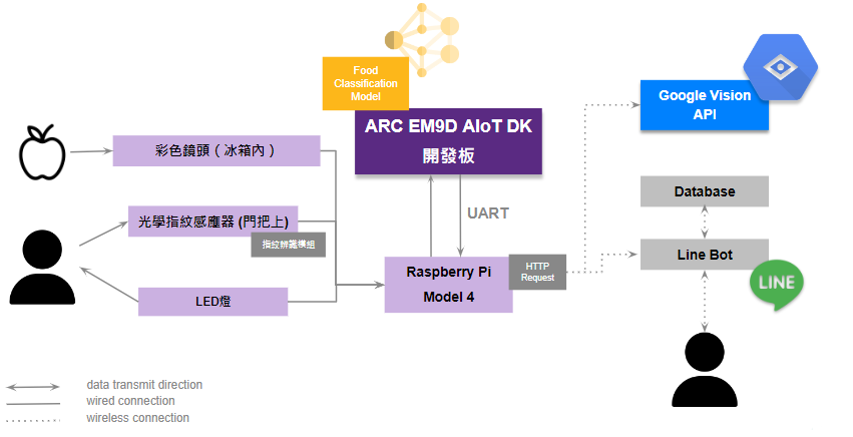 Food
Classification
Model
ARC EM9D AIoT DK
開發板
Google Vision
API
彩色鏡頭（冰箱內）
光學指紋感應器 (門把上)
指紋辨識模組
LED燈
UART
Raspberry Pi
Model 4
HTTP
Request
Database
Line Bot
LINE
data transmit direction
wired connection
wireless connection